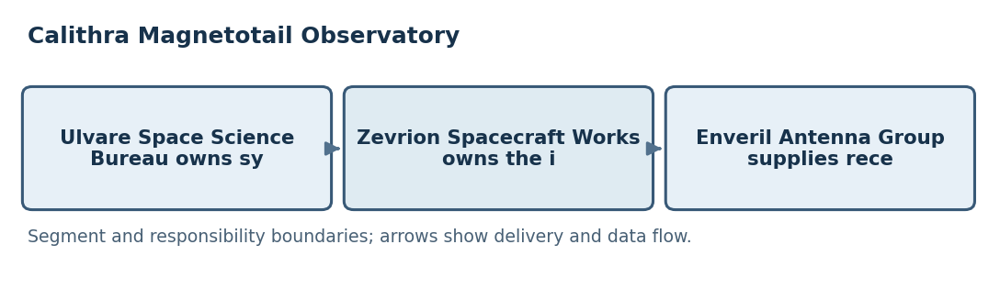 Calithra Magnetotail Observatory
Ulvare Space Science
Bureau owns sy
Zevrion Spacecraft Works
owns the i
Enveril Antenna Group
supplies rece
Segment and responsibility boundaries; arrows show delivery and data flow.